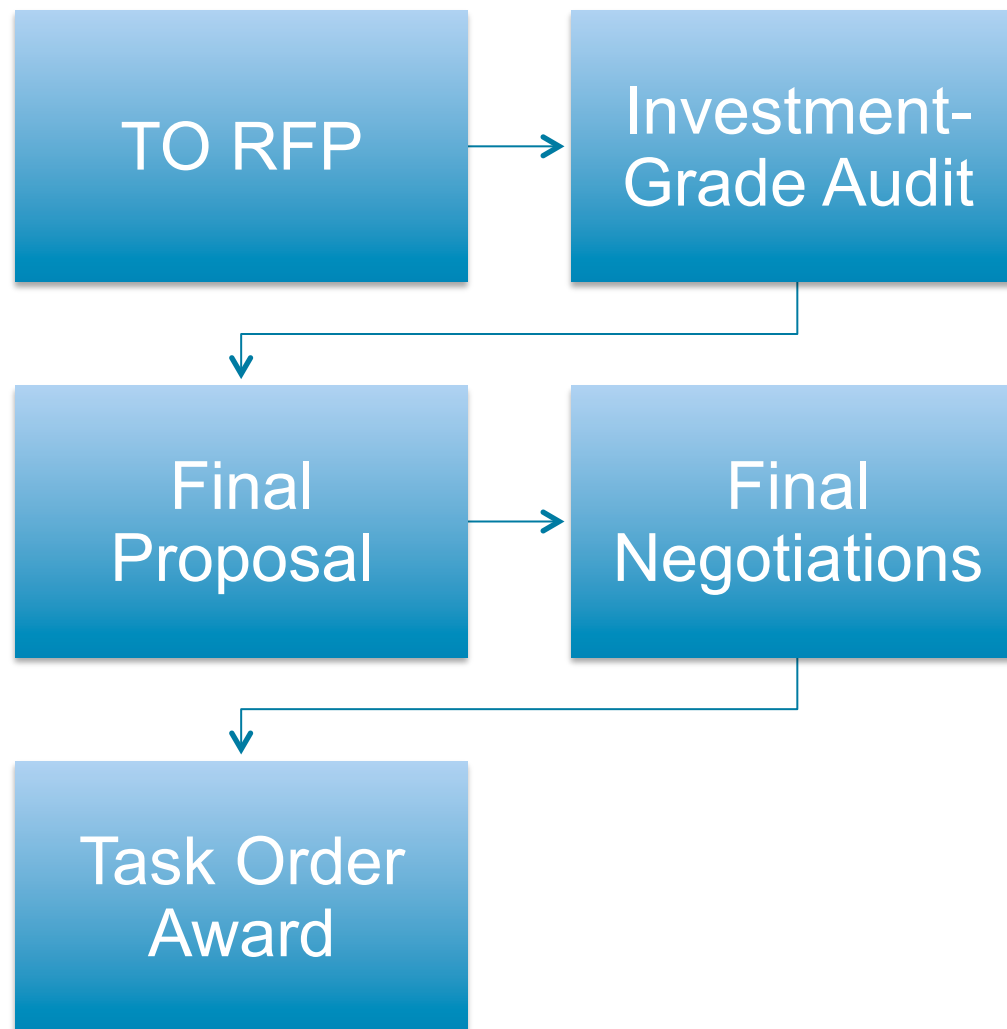 TO RFP
Investment-
Grade Audit
Final
Proposal
Final
Negotiations
Task Order
Award